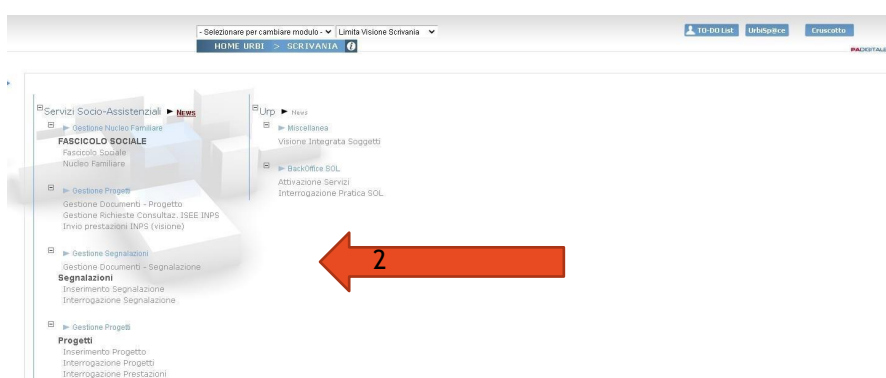 - Selezionare per cambiare modulo - Limita Visione Scrivania
TO-DO List UrbiSp@ce Cruscotto
HOME URBI > SCRIVANIA i
PADIGITALE
Servizi Socio-Assistenziali ► News
► Gestione Nucleo Familiare
FASCICOLO SOCIALE
Fascicolo Sociale
Nucleo Familiare
► Gestione Progetti
Gestione Documenti - Progetto
Gestione Richieste Consultaz. ISEE INPS
Invio prestazioni INPS (visione)
► Gestione Segnalazioni
Gestione Documenti - Segnalazione
Segnalazioni
Inserimento Segnalazione
Interrogazione Segnalazione
► Gestione Progetti
Progetti
Inserimento Progetto
Interrogazione Progetti
Interrogazione Prestazioni
Urp ► News
► Miscellanea
Visione Integrata Soggetti
► BackOffice SOL
Attivazione Servizi
Interrogazione Pratica SOL
2